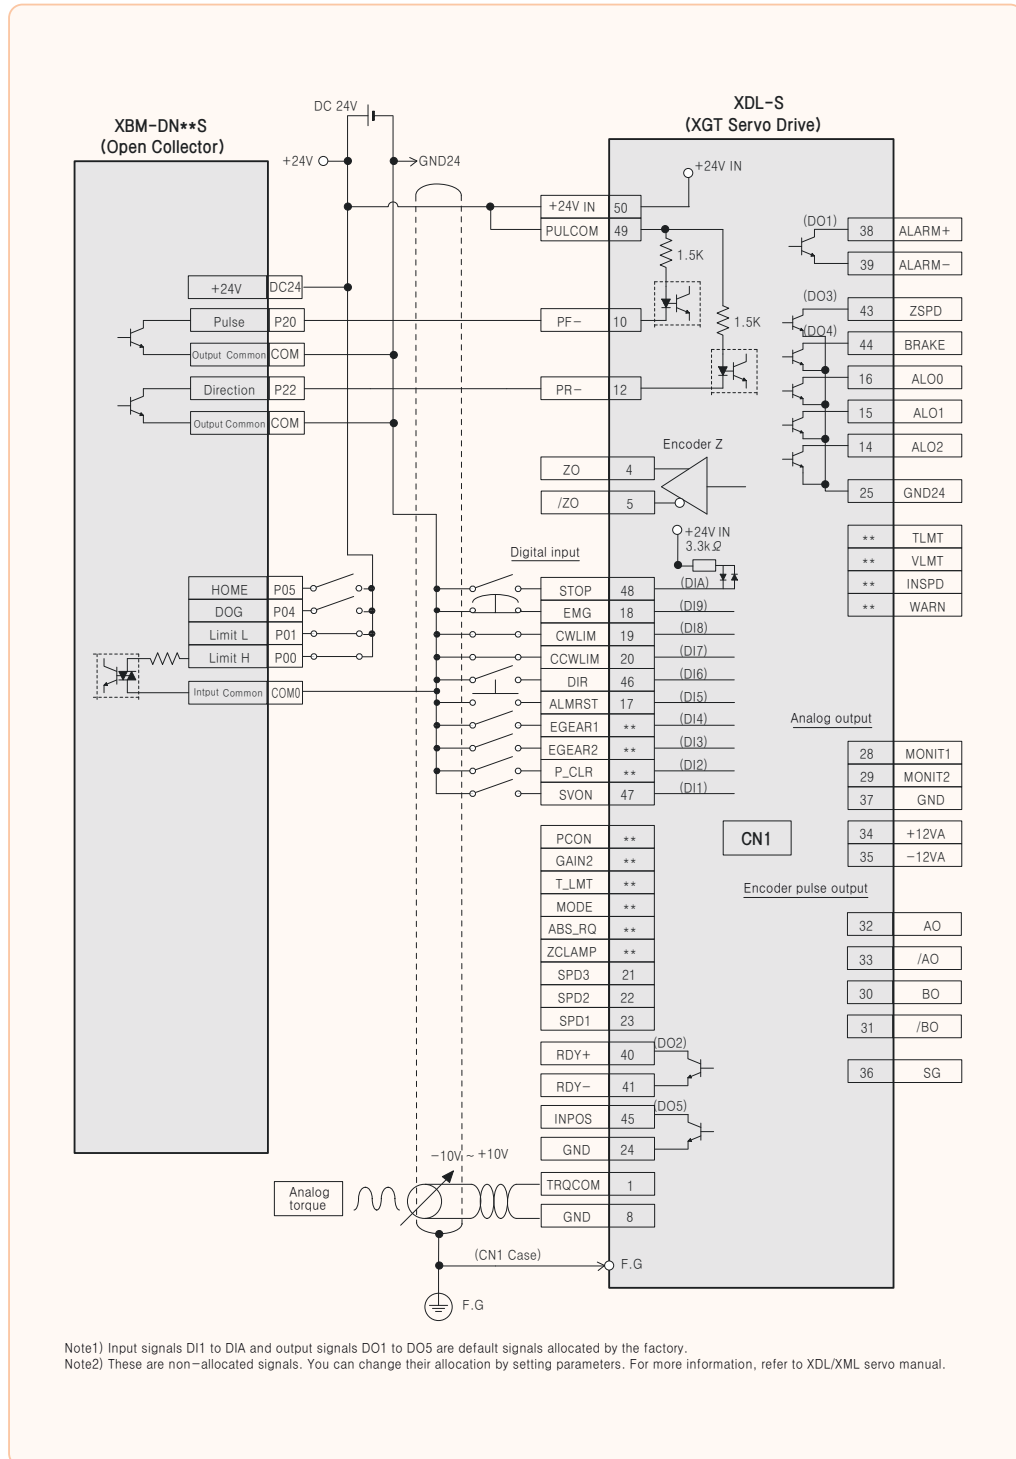 XDL-S
(XGT Servo Drive)
XBM-DN**S
(Open Collector)
DC 24V
+24V
GND24
+24V IN
+24V IN 50
PULCOM 49
1.5K
1.5K
(DO1)
38 ALARM+
39 ALARM-
(DO3)
43 ZSPD
(DO4)
44 BRAKE
16 ALO0
15 ALO1
14 ALO2
25 GND24
+24V DC24
Pulse P20
Output Common COM
Direction P22
Output Common COM
PF- 10
PR- 12
Encoder Z
ZO 4
/ZO 5
+24V IN
3.3kΩ
Digital input
** TLMT
** VLMT
** INSPD
** WARN
HOME P05
DOG P04
Limit L P01
Limit H P00
Intput Common COM0
STOP 48 (DIA)
EMG 18 (DI9)
CWLIM 19 (DI8)
CCWLIM 20 (DI7)
DIR 46 (DI6)
ALMRST 17 (DI5)
EGEAR1 ** (DI4)
EGEAR2 ** (DI3)
P_CLR ** (DI2)
SVON 47 (DI1)
Analog output
28 MONIT1
29 MONIT2
37 GND
34 +12VA
35 -12VA
CN1
PCON **
GAIN2 **
T_LMT **
MODE **
ABS_RQ **
ZCLAMP **
SPD3 21
SPD2 22
SPD1 23
Encoder pulse output
32 AO
33 /AO
30 BO
31 /BO
36 SG
RDY+ 40 (DO2)
RDY- 41
INPOS 45 (DO5)
GND 24
-10V ~ +10V
Analog
torque
TRQCOM 1
GND 8
(CN1 Case)
F.G
F.G
Note1) Input signals DI1 to DIA and output signals DO1 to DO5 are default signals allocated by the factory.
Note2) These are non-allocated signals. You can change their allocation by setting parameters. For more information, refer to XDL/XML servo manual.